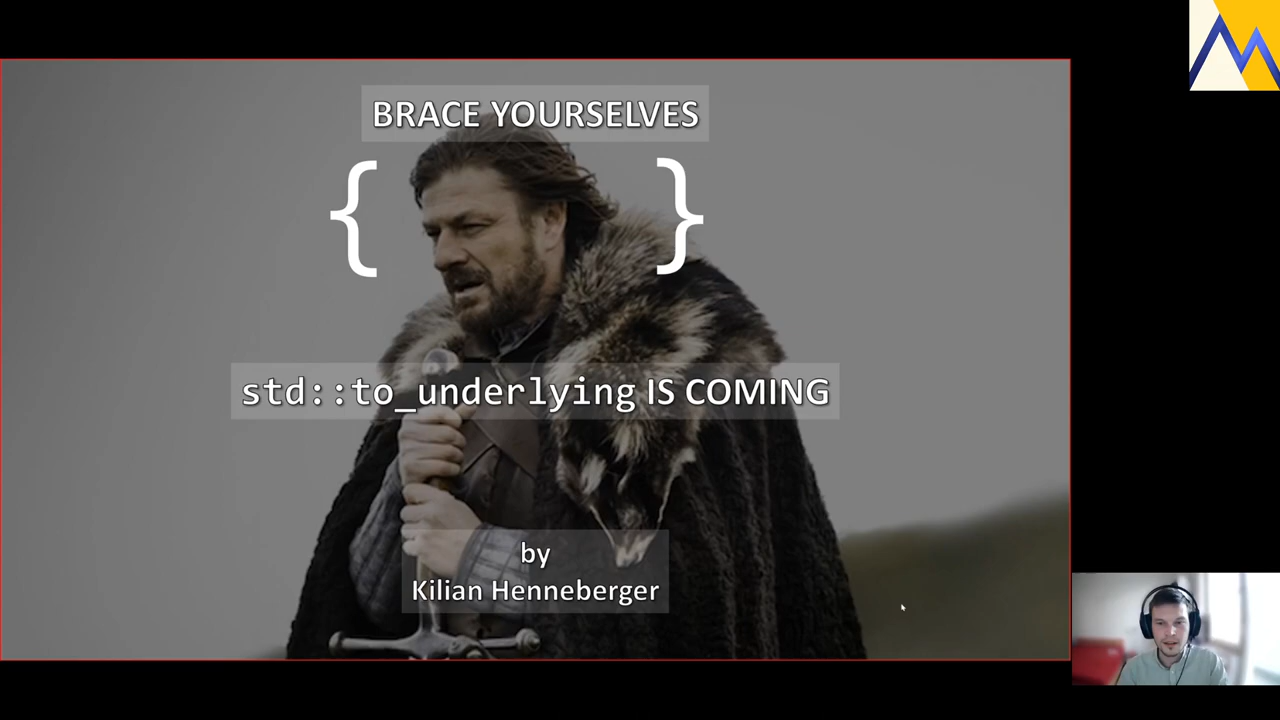 BRACE YOURSELVES
{ }
std::to_underlying IS COMING
by
Kilian Henneberger